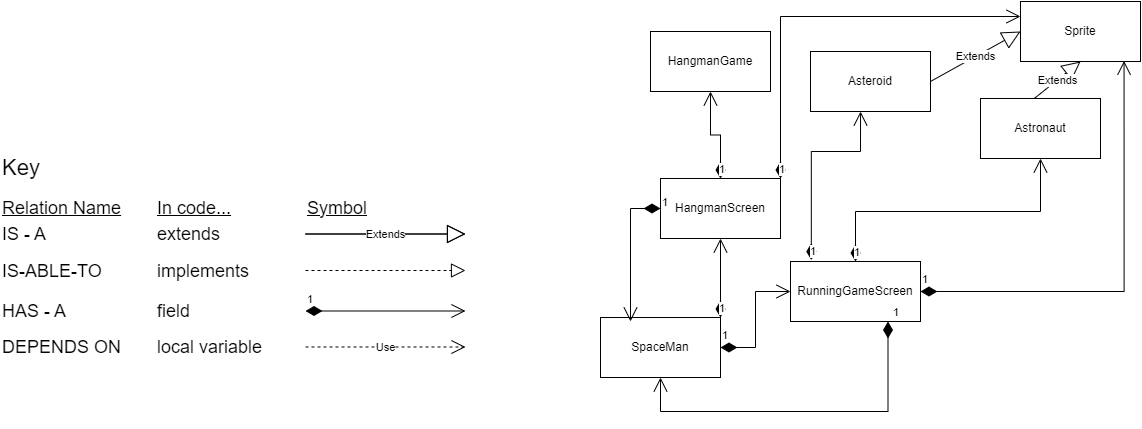 Key
Relation Name In code... Symbol
IS - A extends Extends
IS-ABLE-TO implements
HAS - A field 1
DEPENDS ON local variable Use
Sprite
HangmanGame
Extends
Asteroid
Extends
Astronaut
1 1
1 HangmanScreen
1 1
1 RunningGameScreen
1 1
1 SpaceMan